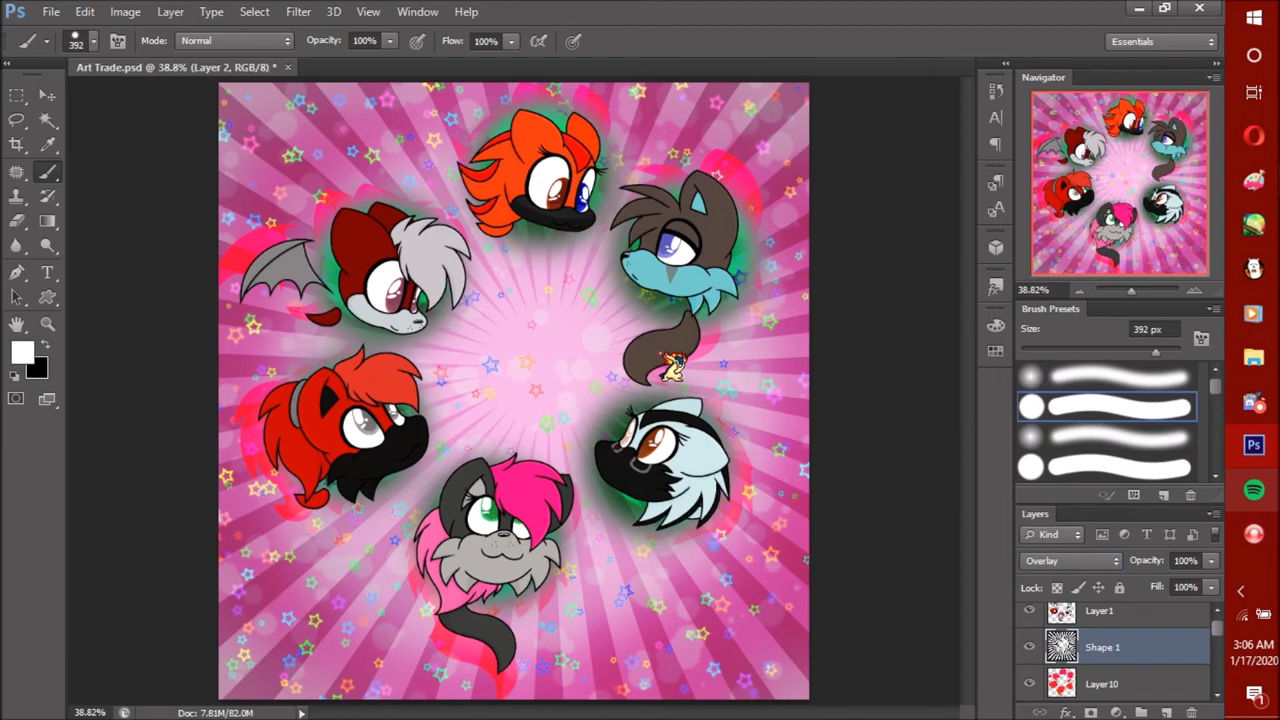 Ps File Edit Image Layer Type Select Filter 3D View Window Help
392 Mode: Normal Opacity: 100% Flow: 100% Essentials
Art Trade.psd @ 38.8% (Layer 2, RGB/8) * ×
Navigator
38.82%
Brush Presets
Size: 392 px
Layers
Kind
Overlay Opacity: 100%
Lock: Fill: 100%
Layer1
Shape 1
Layer10
38.82% Doc: 7.81M/82.0M
Ps
3:06 AM
1/17/2020
1